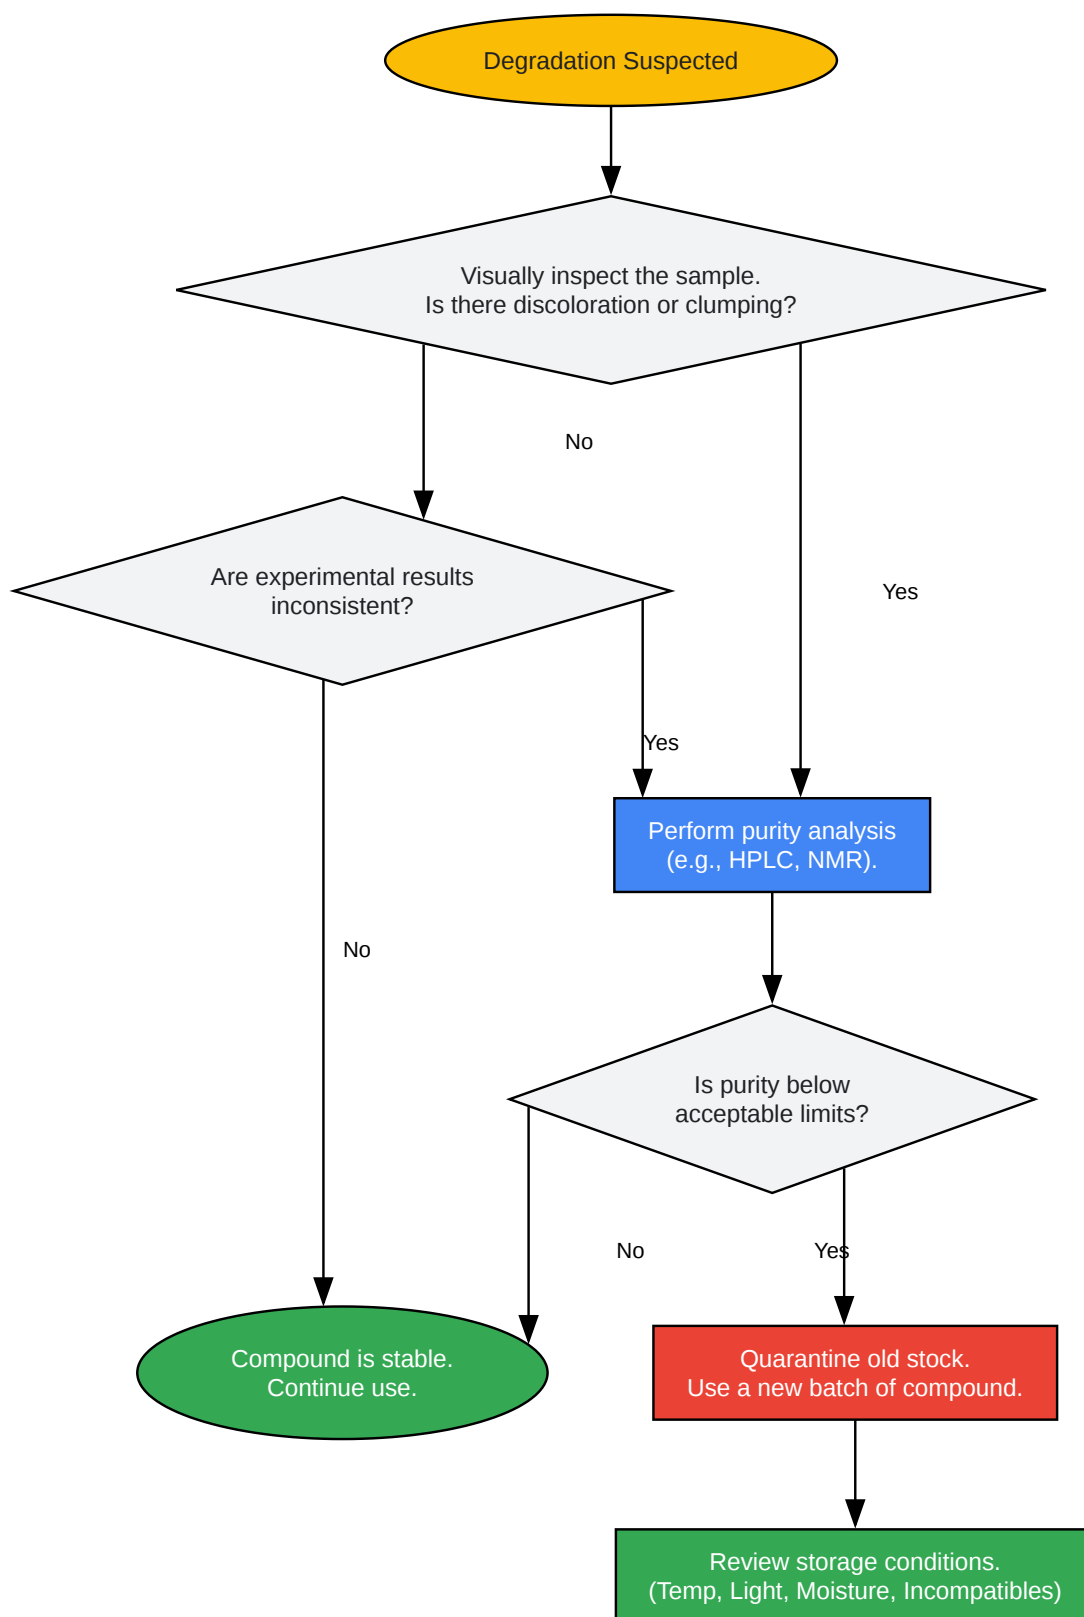 Degradation Suspected
Visually inspect the sample.
Is there discoloration or clumping?
No
Are experimental results
inconsistent?
Yes
Yes
Perform purity analysis
(e.g., HPLC, NMR).
No
Is purity below
acceptable limits?
No
Yes
Compound is stable.
Continue use.
Quarantine old stock.
Use a new batch of compound.
Review storage conditions.
(Temp, Light, Moisture, Incompatibles)